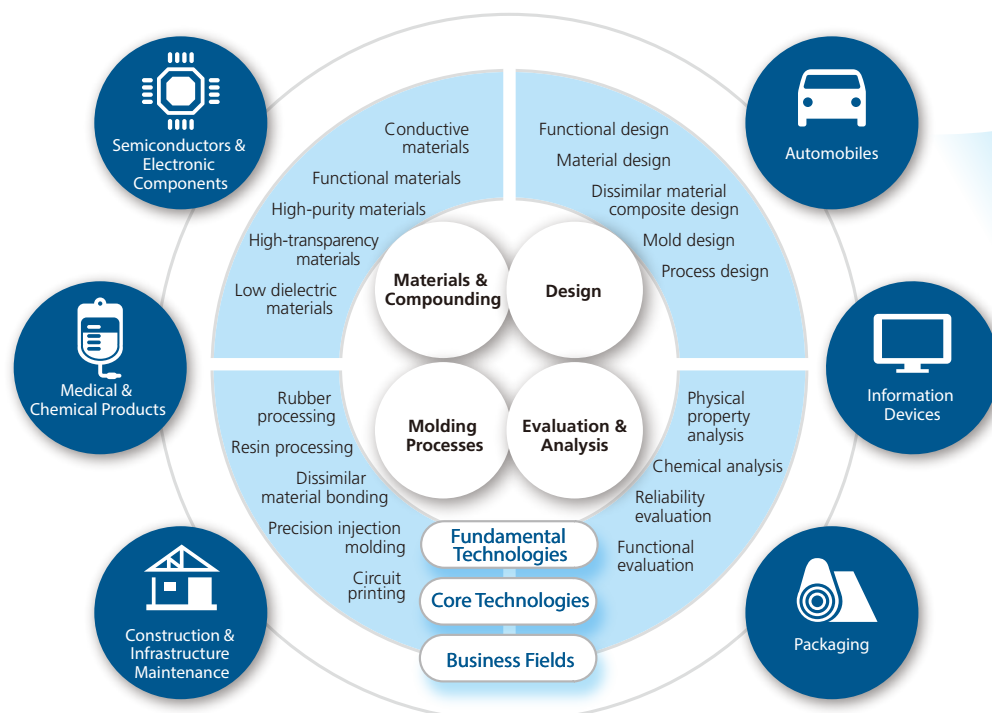 Semiconductors &
Electronic
Components
Automobiles
Medical &
Chemical Products
Information
Devices
Construction &
Infrastructure
Maintenance
Packaging
Conductive
materials
Functional materials
High-purity materials
High-transparency
materials
Low dielectric
materials
Functional design
Material design
Dissimilar material
composite design
Mold design
Process design
Materials &
Compounding
Design
Molding
Processes
Evaluation &
Analysis
Rubber
processing
Resin processing
Dissimilar
material bonding
Precision injection
molding
Circuit
printing
Physical
property
analysis
Chemical analysis
Reliability
evaluation
Functional
evaluation
Fundamental
Technologies
Core Technologies
Business Fields